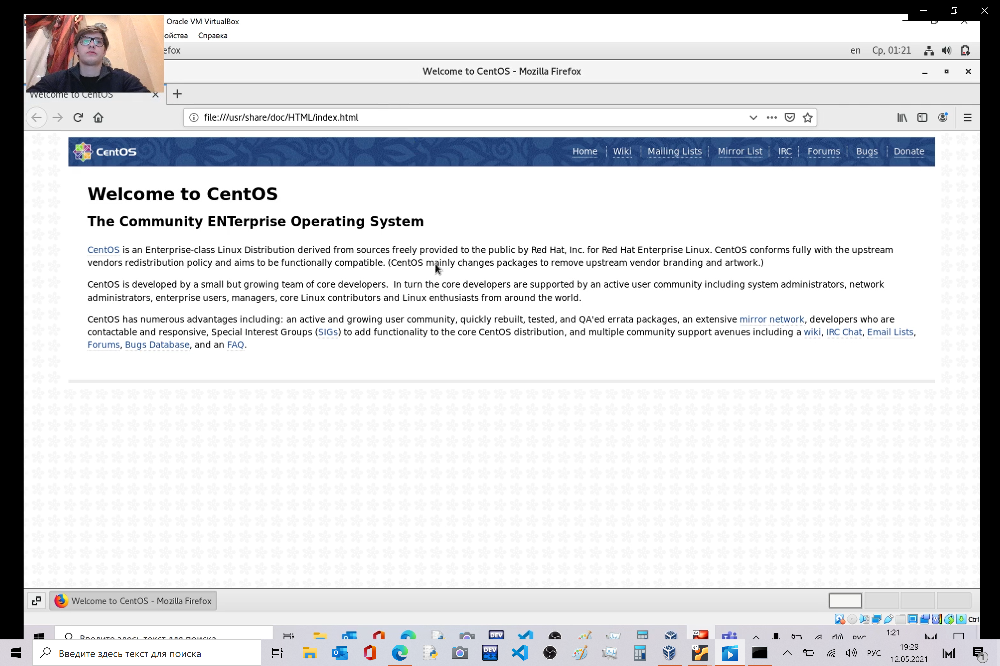 Oracle VM VirtualBox
ойства Справка
efox en Ср, 01:21
Welcome to CentOS - Mozilla Firefox
Welcome to CentOS
file:///usr/share/doc/HTML/index.html
CentOS Home Wiki Mailing Lists Mirror List IRC Forums Bugs Donate
Welcome to CentOS
The Community ENTerprise Operating System
CentOS is an Enterprise-class Linux Distribution derived from sources freely provided to the public by Red Hat, Inc. for Red Hat Enterprise Linux. CentOS conforms fully with the upstream
vendors redistribution policy and aims to be functionally compatible. (CentOS mainly changes packages to remove upstream vendor branding and artwork.)
CentOS is developed by a small but growing team of core developers. In turn the core developers are supported by an active user community including system administrators, network
administrators, enterprise users, managers, core Linux contributors and Linux enthusiasts from around the world.
CentOS has numerous advantages including: an active and growing user community, quickly rebuilt, tested, and QA'ed errata packages, an extensive mirror network, developers who are
contactable and responsive, Special Interest Groups (SIGs) to add functionality to the core CentOS distribution, and multiple community support avenues including a wiki, IRC Chat, Email Lists,
Forums, Bugs Database, and an FAQ.
Welcome to CentOS - Mozilla Firefox
Ctrl
Введите здесь текст для поиска DEV РУС 1:21
Введите здесь текст для поиска DEV C++ 64 РУС 19:29
12.05.2021 1